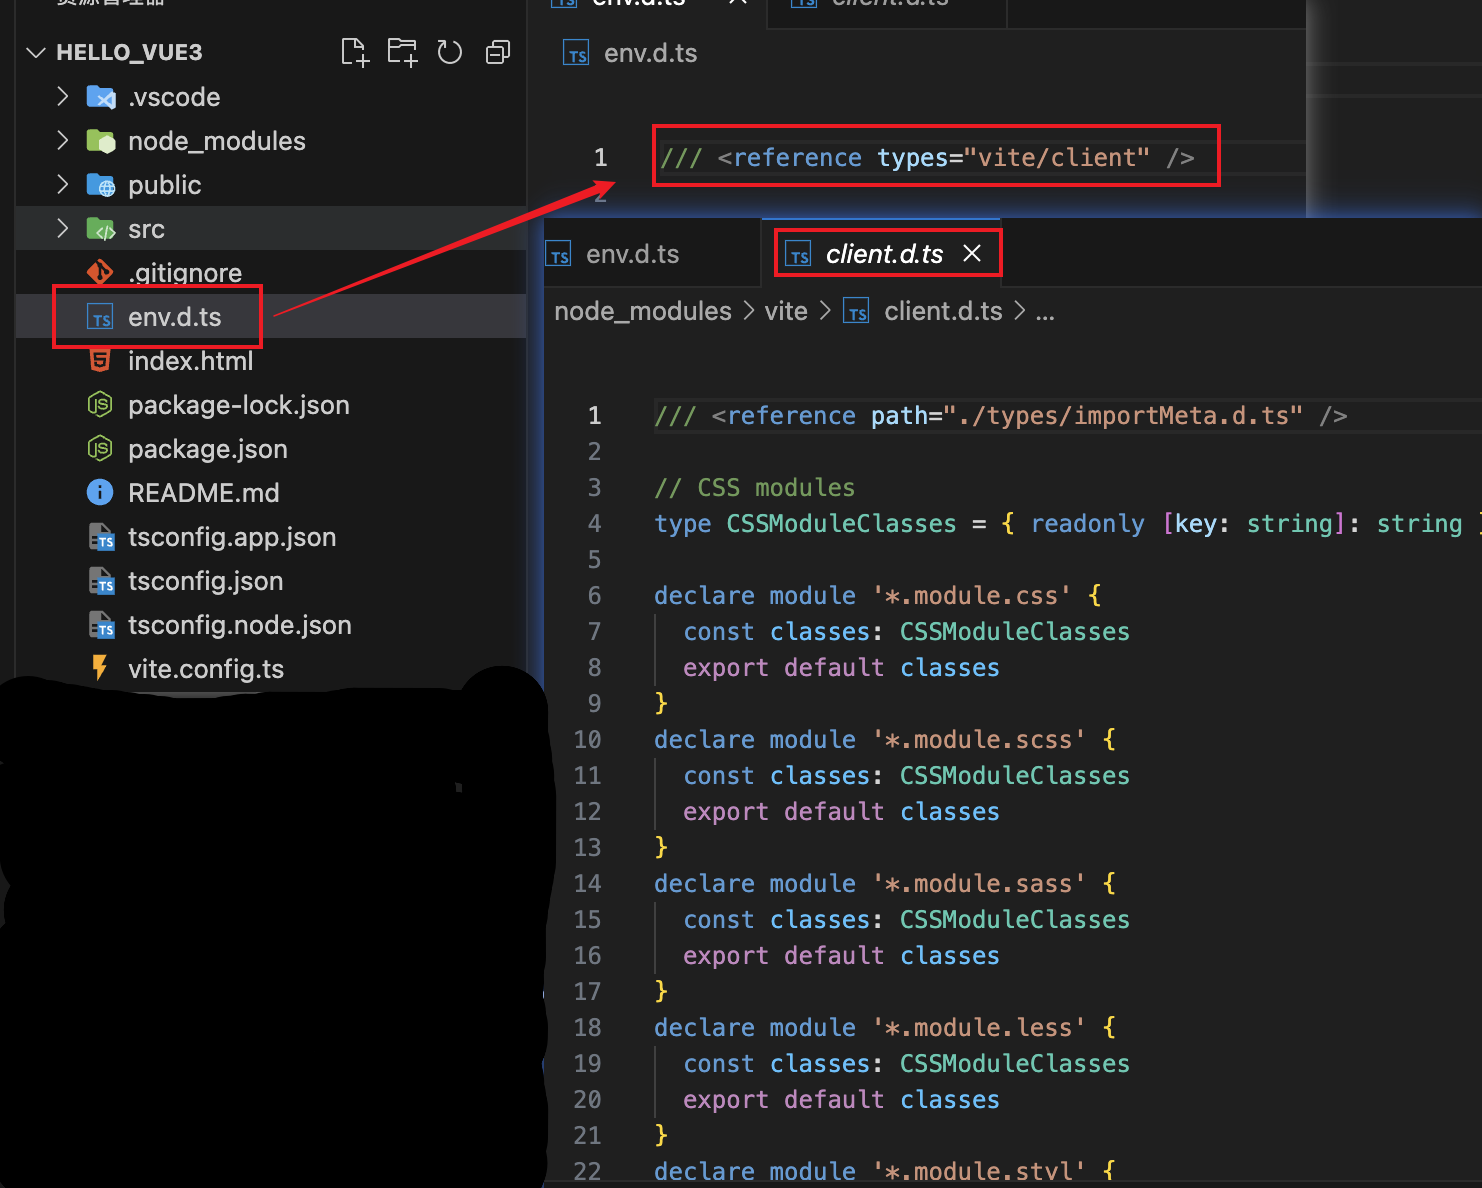 资源管理器
HELLO_VUE3
.vscode
node_modules
public
src
.gitignore
env.d.ts
index.html
package-lock.json
package.json
README.md
tsconfig.app.json
tsconfig.json
tsconfig.node.json
vite.config.ts
TS env.d.ts
TS client.d.ts
TS env.d.ts
1 /// <reference types="vite/client" />
2
TS env.d.ts
TS client.d.ts
node_modules > vite > TS client.d.ts > ...
1 /// <reference path="./types/importMeta.d.ts" />
2
3 // CSS modules
4 type CSSModuleClasses = { readonly [key: string]: string }
5
6 declare module '*.module.css' {
7 const classes: CSSModuleClasses
8 export default classes
9 }
10 declare module '*.module.scss' {
11 const classes: CSSModuleClasses
12 export default classes
13 }
14 declare module '*.module.sass' {
15 const classes: CSSModuleClasses
16 export default classes
17 }
18 declare module '*.module.less' {
19 const classes: CSSModuleClasses
20 export default classes
21 }
22 declare module '*.module.styl' {